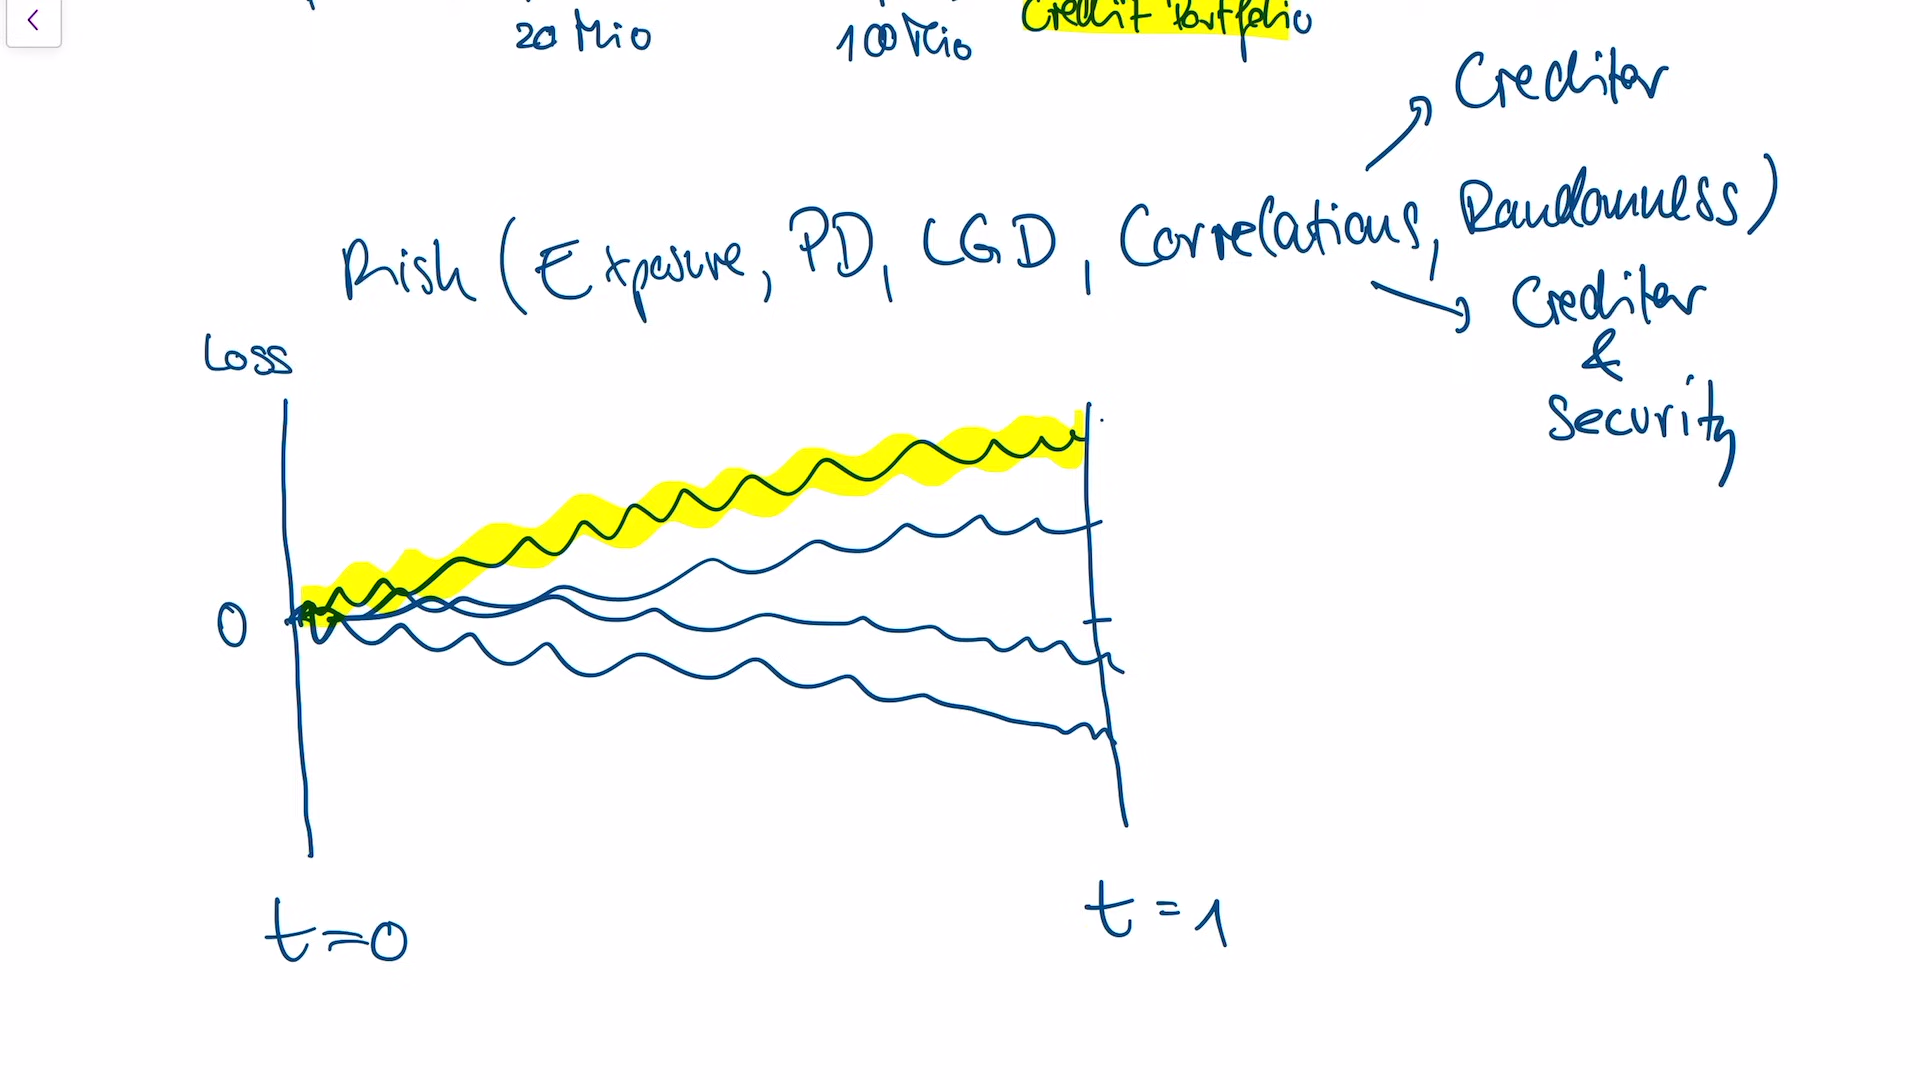 20 Mio 100 Mio Credit Portfolio
Creditor
Risk (Exposure, PD, LGD, Correlations, Randomness)
Creditor
&
Security
Loss
0
t=0
t=1